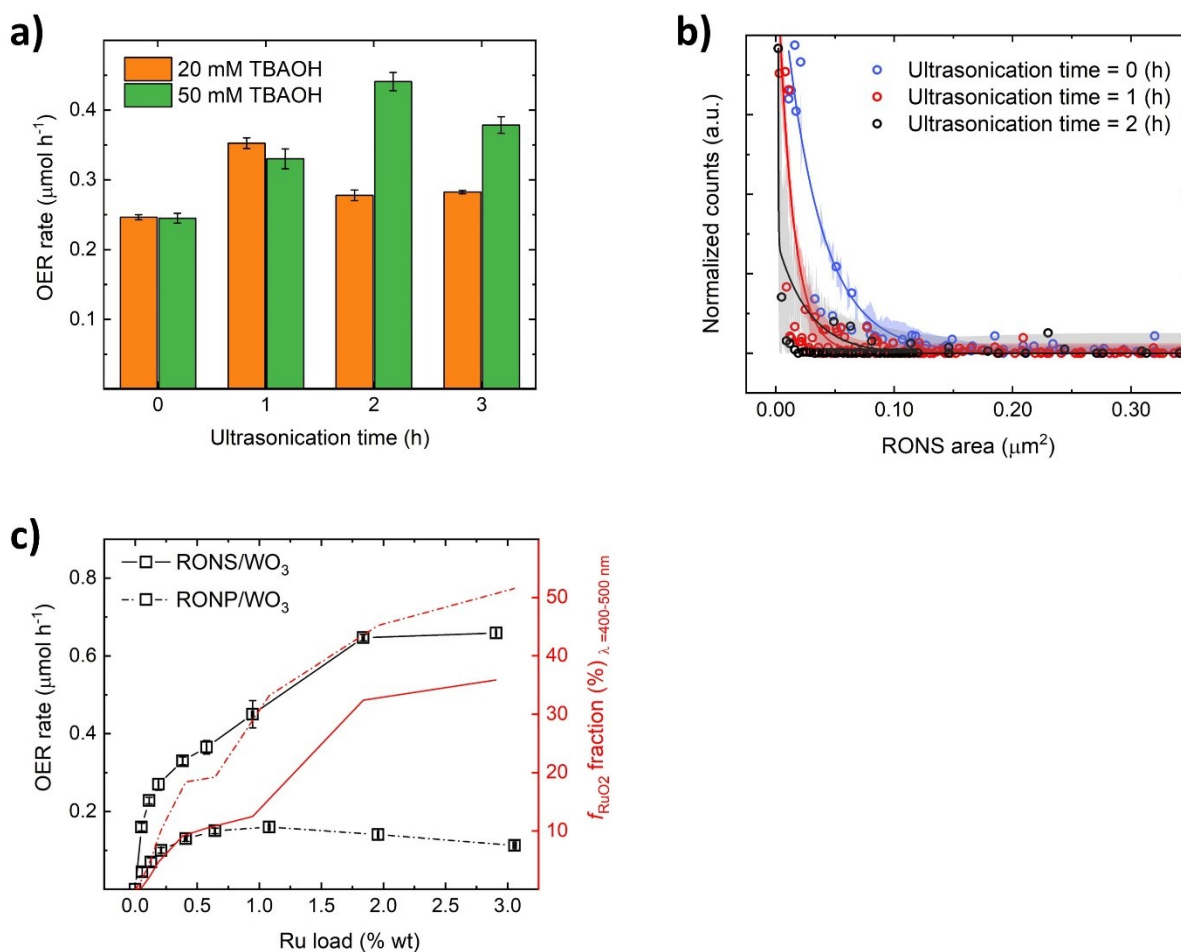 a)
20 mM TBAOH
50 mM TBAOH
OER rate (μmol h⁻¹)
0.4
0.3
0.2
0.1
0 1 2 3
Ultrasonication time (h)
b)
Ultrasonication time = 0 (h)
Ultrasonication time = 1 (h)
Ultrasonication time = 2 (h)
Normalized counts (a.u.)
0.00 0.10 0.20 0.30
RONS area (μm²)
c)
RONS/WO₃
RONP/WO₃
OER rate (μmol h⁻¹)
0.8
0.6
0.4
0.2
0.0 0.5 1.0 1.5 2.0 2.5 3.0
Ru load (% wt)
50
40
30
20
10
f RuO2 fraction (%) λ =400-500 nm